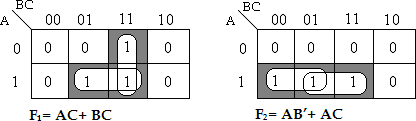 BC
A 00 01 11 10
0 0 0 1 0
1 0 1 1 0
F₁= AC+ BC
BC
A 00 01 11 10
0 0 0 0 0
1 1 1 1 0
F₂= AB′+ AC